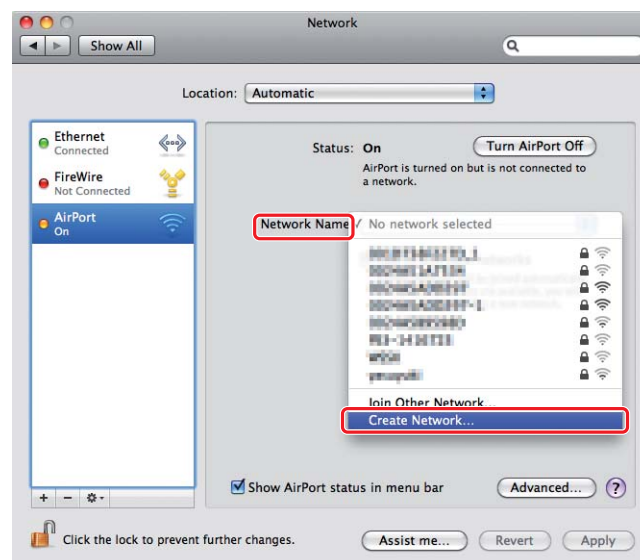 Network
Show All
Location: Automatic
Ethernet
Connected
FireWire
Not Connected
AirPort
On
Status: On
Turn AirPort Off
AirPort is turned on but is not connected to
a network.
Network Name
✓ No network selected
Join Other Network...
Create Network...
Show AirPort status in menu bar
Advanced...
?
+ −
Click the lock to prevent further changes.
Assist me...
Revert
Apply